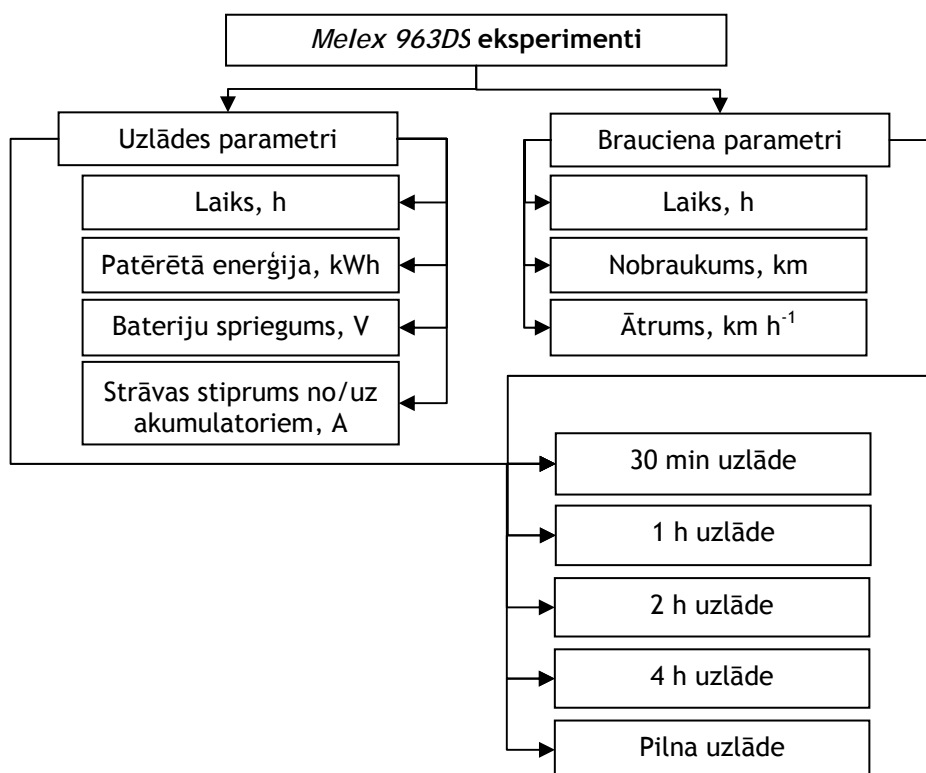 Melex 963DS eksperimenti
Uzlādes parametri
Laiks, h
Patērētā enerģija, kWh
Bateriju spriegums, V
Strāvas stiprums no/uz
akumulatoriem, A
Brauciena parametri
Laiks, h
Nobraukums, km
Ātrums, km h⁻¹
30 min uzlāde
1 h uzlāde
2 h uzlāde
4 h uzlāde
Pilna uzlāde